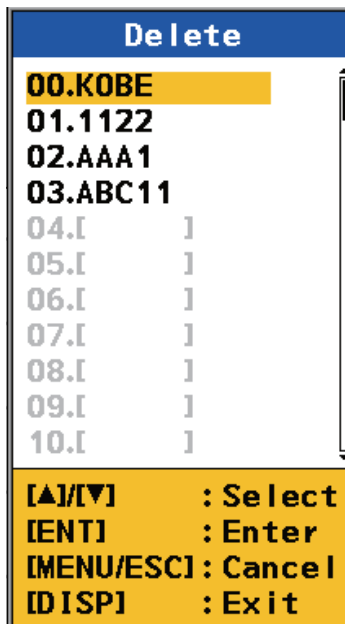 Delete
00.KOBE
01.1122
02.AAA1
03.ABC11
04.[ ]
05.[ ]
06.[ ]
07.[ ]
08.[ ]
09.[ ]
10.[ ]
[▲]/[▼] :Select
[ENT] :Enter
[MENU/ESC]:Cancel
[DISP] :Exit